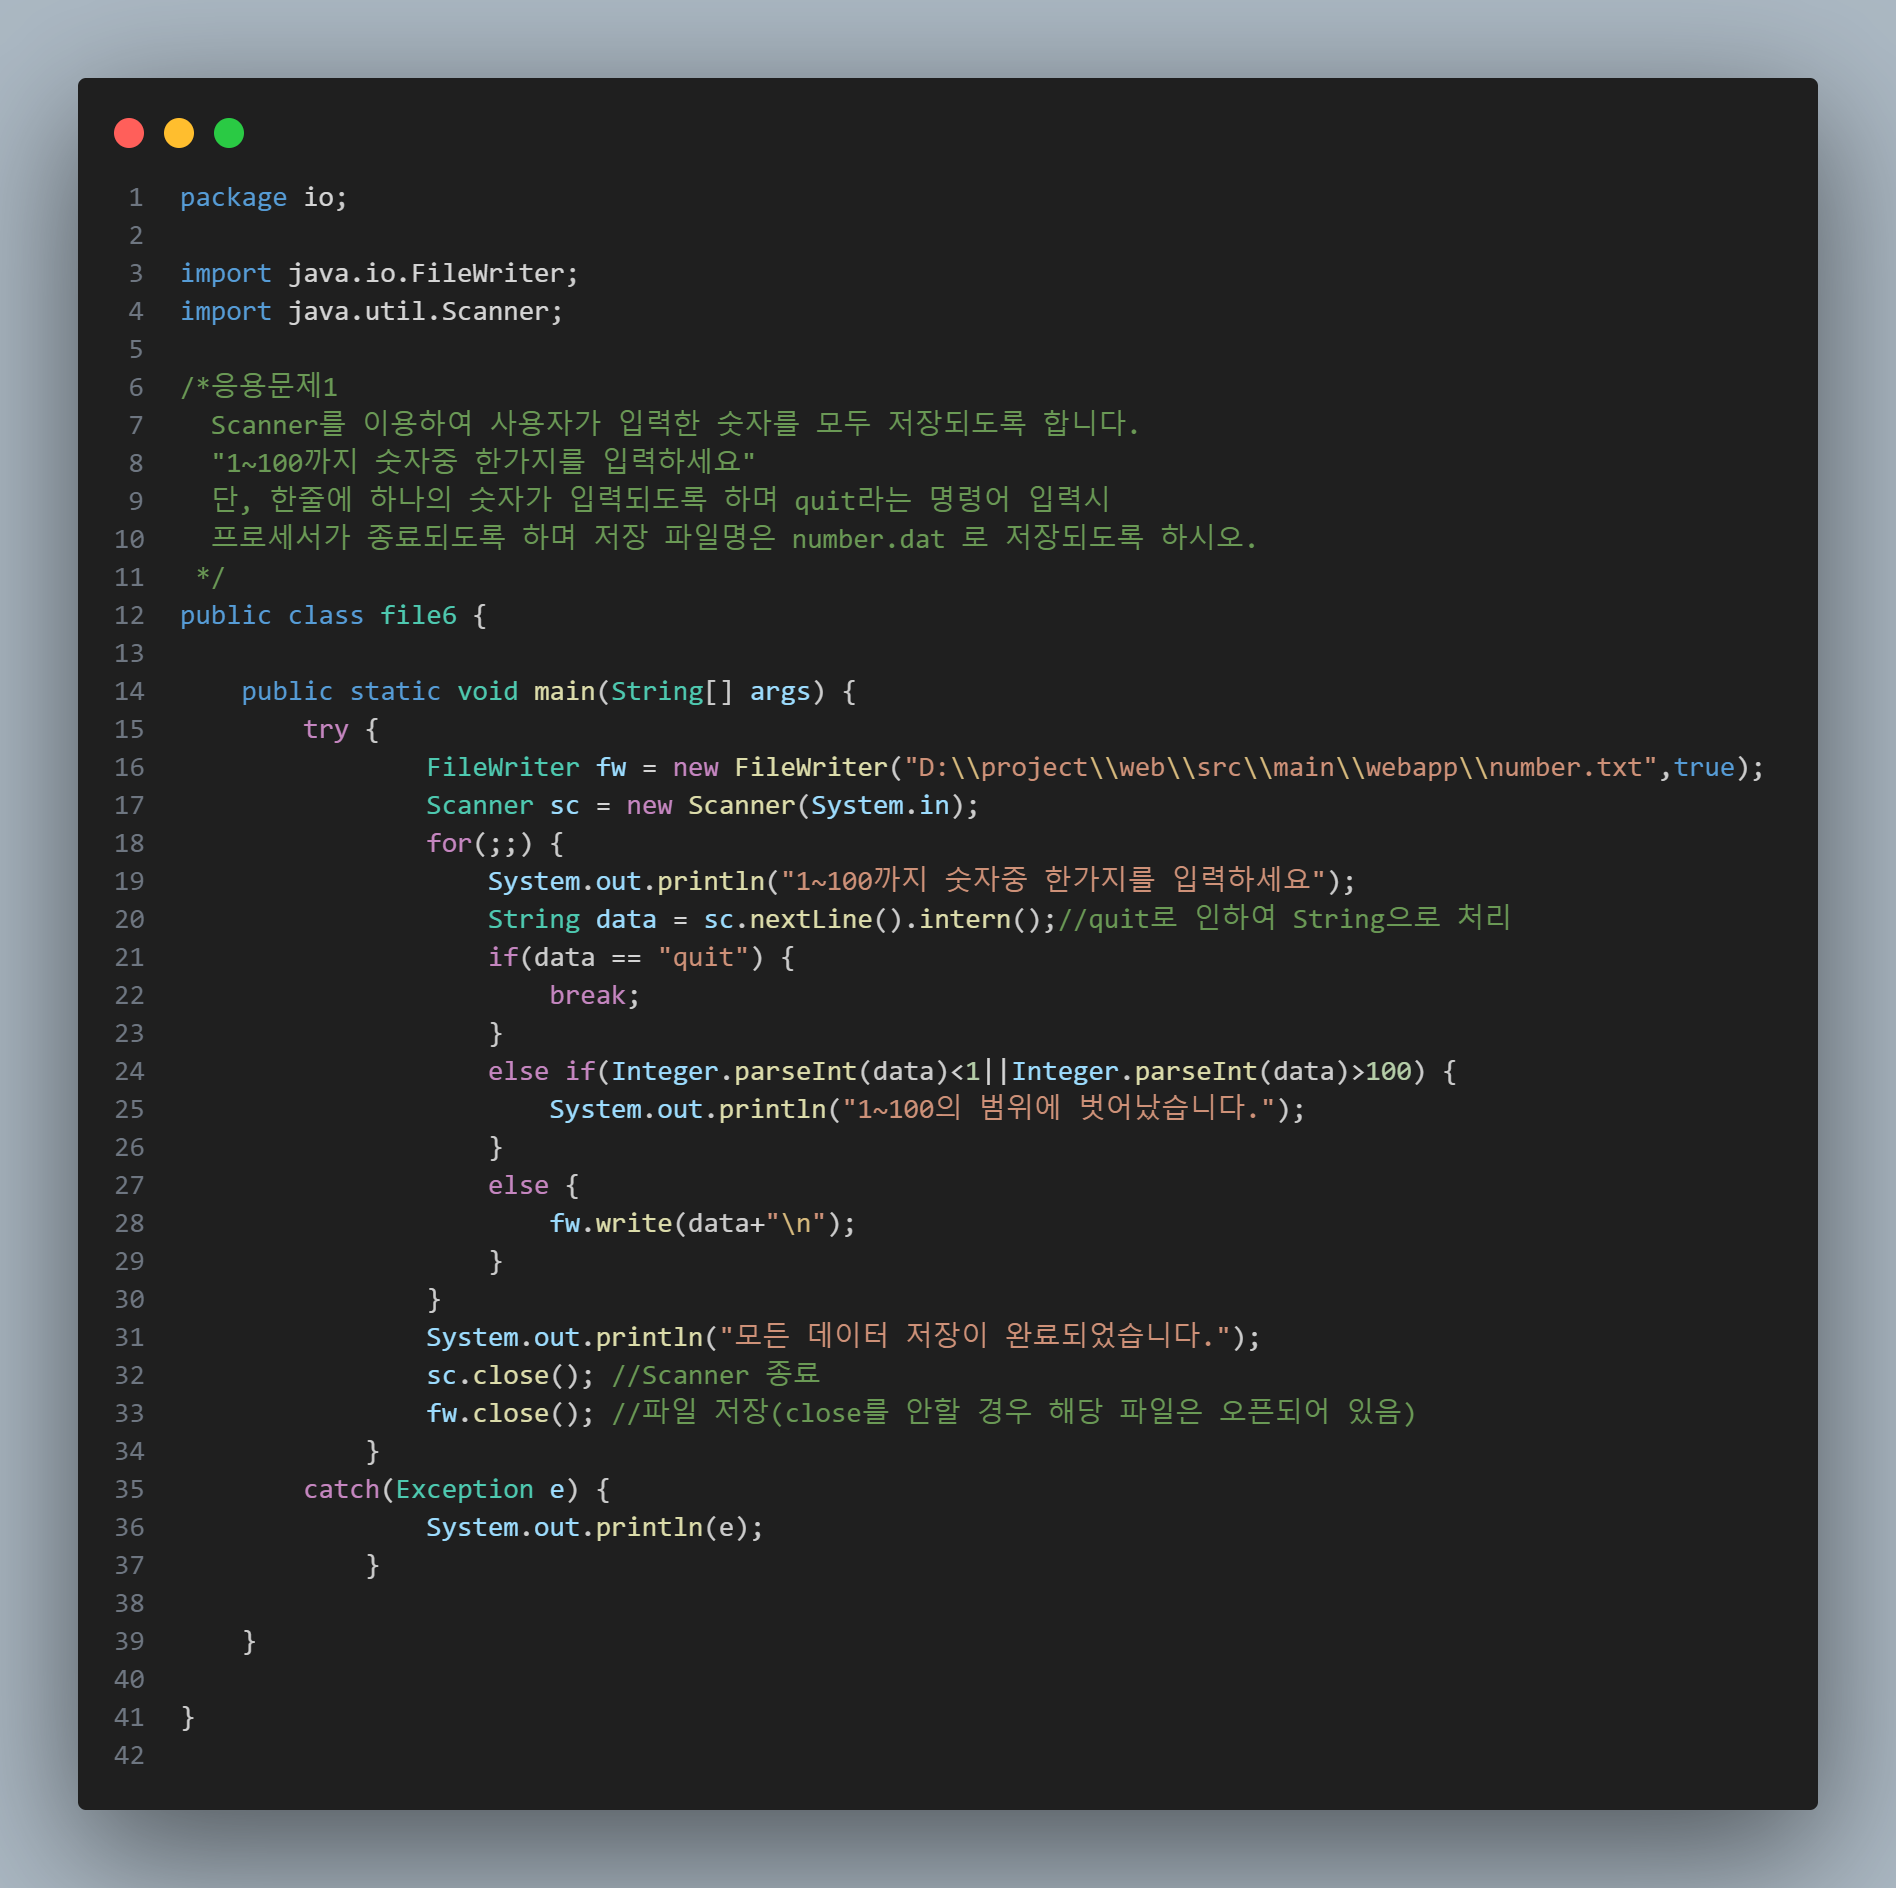 1 package io;
2
3 import java.io.FileWriter;
4 import java.util.Scanner;
5
6 /*응용문제1
7   Scanner를 이용하여 사용자가 입력한 숫자를 모두 저장되도록 합니다.
8   "1~100까지 숫자중 한가지를 입력하세요"
9   단, 한줄에 하나의 숫자가 입력되도록 하며 quit라는 명령어 입력시
10   프로세서가 종료되도록 하며 저장 파일명은 number.dat 로 저장되도록 하시오.
11  */
12 public class file6 {
13
14     public static void main(String[] args) {
15         try {
16                 FileWriter fw = new FileWriter("D:\\project\\web\\src\\main\\webapp\\number.txt",true);
17                 Scanner sc = new Scanner(System.in);
18                 for(;;) {
19                     System.out.println("1~100까지 숫자중 한가지를 입력하세요");
20                     String data = sc.nextLine().intern();//quit로 인하여 String으로 처리
21                     if(data == "quit") {
22                         break;
23                     }
24                     else if(Integer.parseInt(data)<1||Integer.parseInt(data)>100) {
25                         System.out.println("1~100의 범위에 벗어났습니다.");
26                     }
27                     else {
28                         fw.write(data+"\n");
29                     }
30                 }
31                 System.out.println("모든 데이터 저장이 완료되었습니다.");
32                 sc.close(); //Scanner 종료
33                 fw.close(); //파일 저장(close를 안할 경우 해당 파일은 오픈되어 있음)
34             }
35         catch(Exception e) {
36                 System.out.println(e);
37             }
38
39     }
40
41 }
42